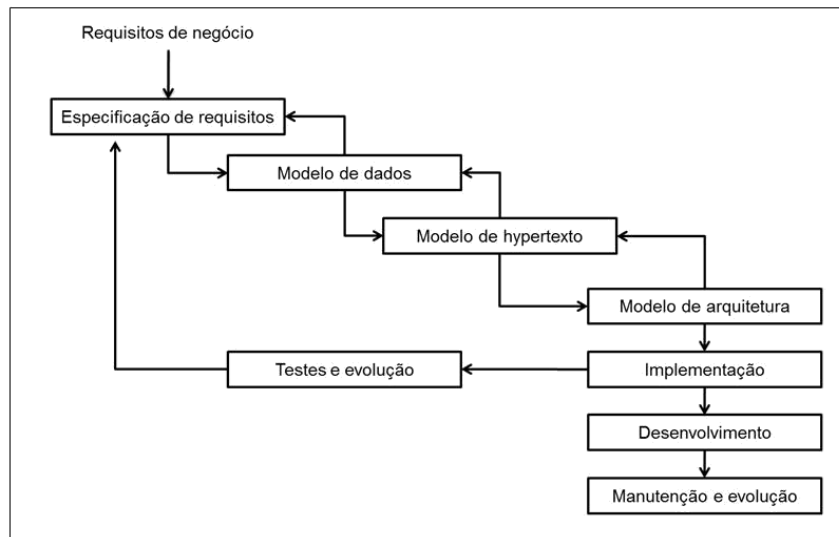 Requisitos de negócio
Especificação de requisitos
Modelo de dados
Modelo de hypertexto
Modelo de arquitetura
Testes e evolução
Implementação
Desenvolvimento
Manutenção e evolução